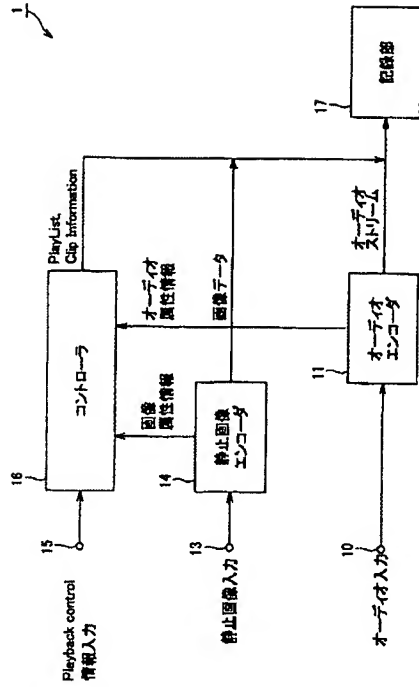 1
Playback control
情報入力
15
16
コントローラ
PlayList,
Clip Information
画像
属性情報
オーディオ
属性情報
静止画像入力
13
14
静止画像
エンコーダ
画像データ
オーディオ入力
10
11
オーディオ
エンコーダ
オーディオ
ストリーム
17
記録部